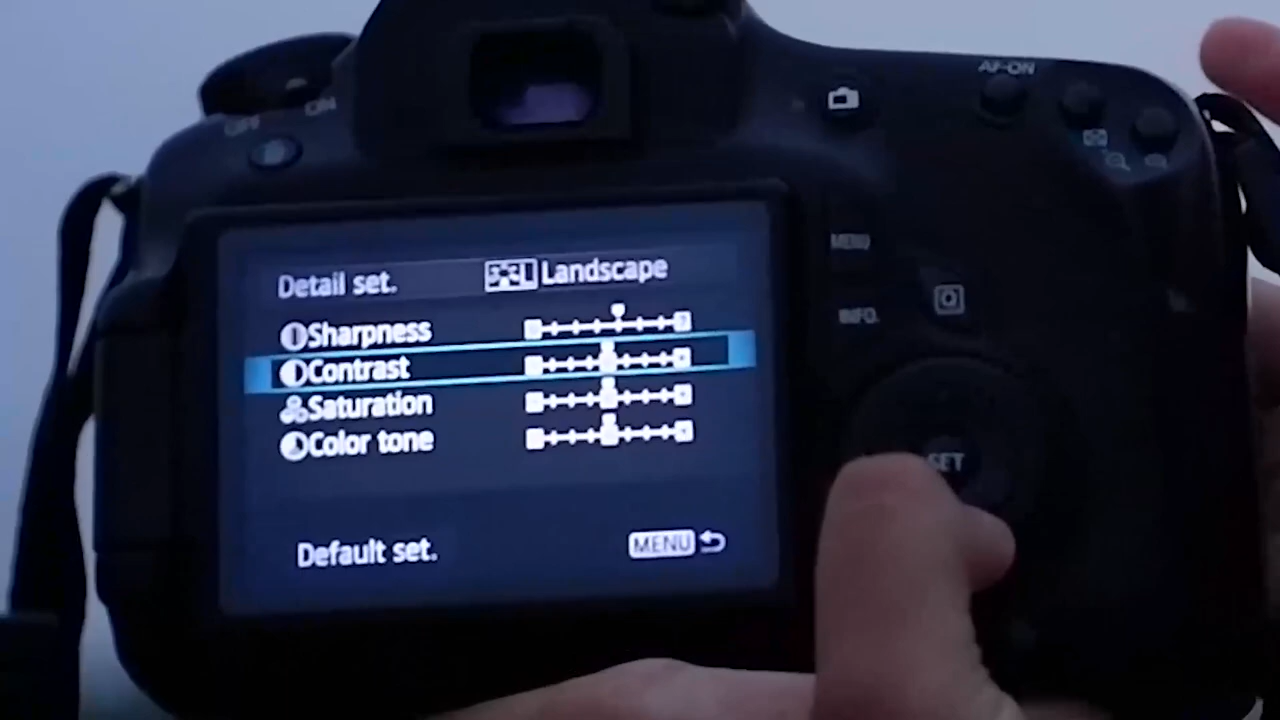 AF-ON
OFF ON
MENU
INFO.
Detail set. Landscape
Sharpness
Contrast
Saturation
Color tone
SET
Default set. MENU